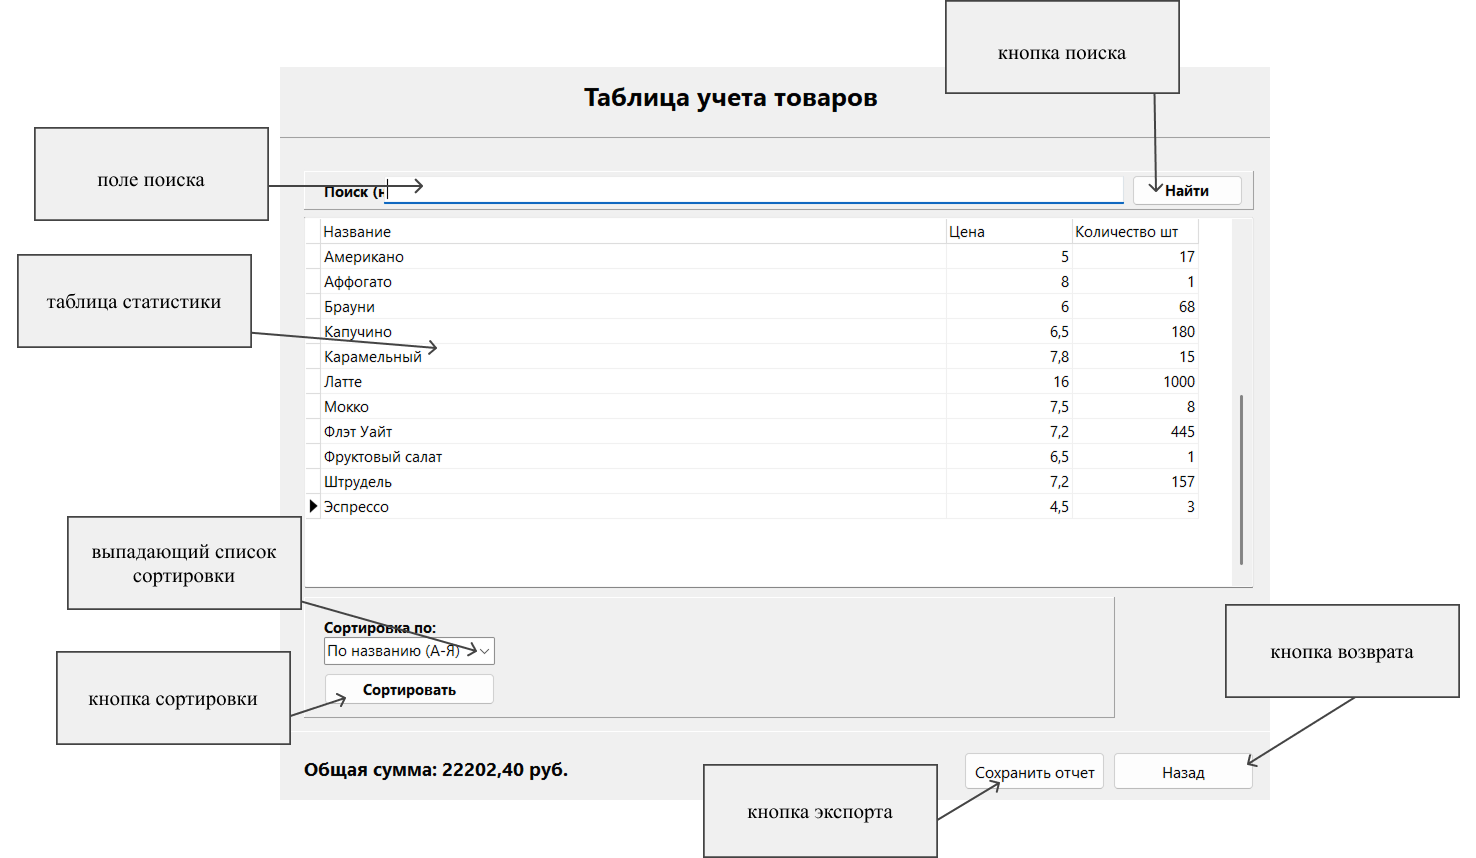 кнопка поиска
Таблица учета товаров
поле поиска
Поиск (н
Найти
Название Цена Количество шт
Американо 5 17
Аффогато 8 1
Брауни 6 68
таблица статистики
Капучино 6,5 180
Карамельный 7,8 15
Латте 16 1000
Мокко 7,5 8
Флэт Уайт 7,2 445
Фруктовый салат 6,5 1
Штрудель 7,2 157
Эспрессо 4,5 3
выпадающий список
сортировки
Сортировка по:
По названию (А-Я)
кнопка возврата
кнопка сортировки
Сортировать
Общая сумма: 22202,40 руб.
Сохранить отчет
Назад
кнопка экспорта